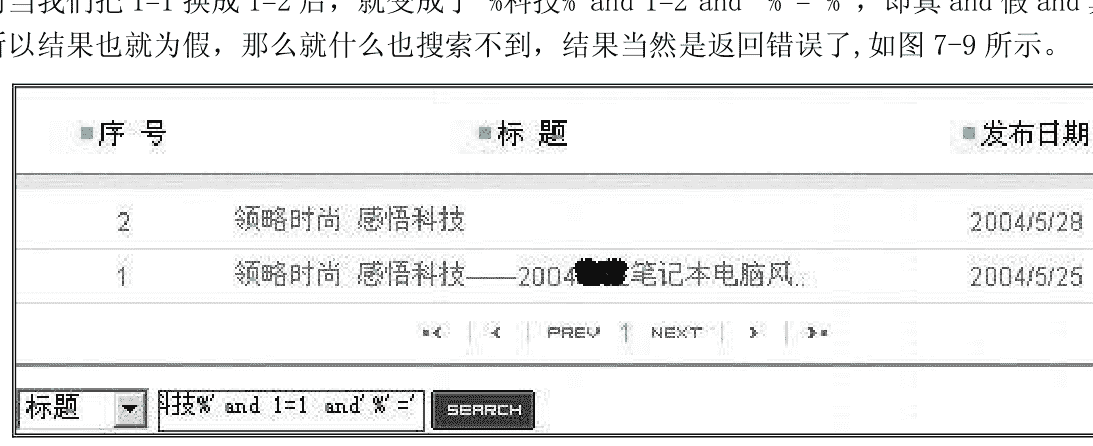 当我们把 1=1 换成 1=2 后，就变成了 '%科技%' and 1=2 and '%'='%'，即真 and 假 and
所以结果也就为假，那么就什么也搜索不到，结果当然是返回错误了,如图 7-9 所示。
序 号 标 题 发布日期
2 领略时尚 感悟科技 2004/5/28
1 领略时尚 感悟科技——2004 笔记本电脑风.. 2004/5/25
PREV 1 NEXT
标题 科技%' and 1=1 and'%'=' SEARCH